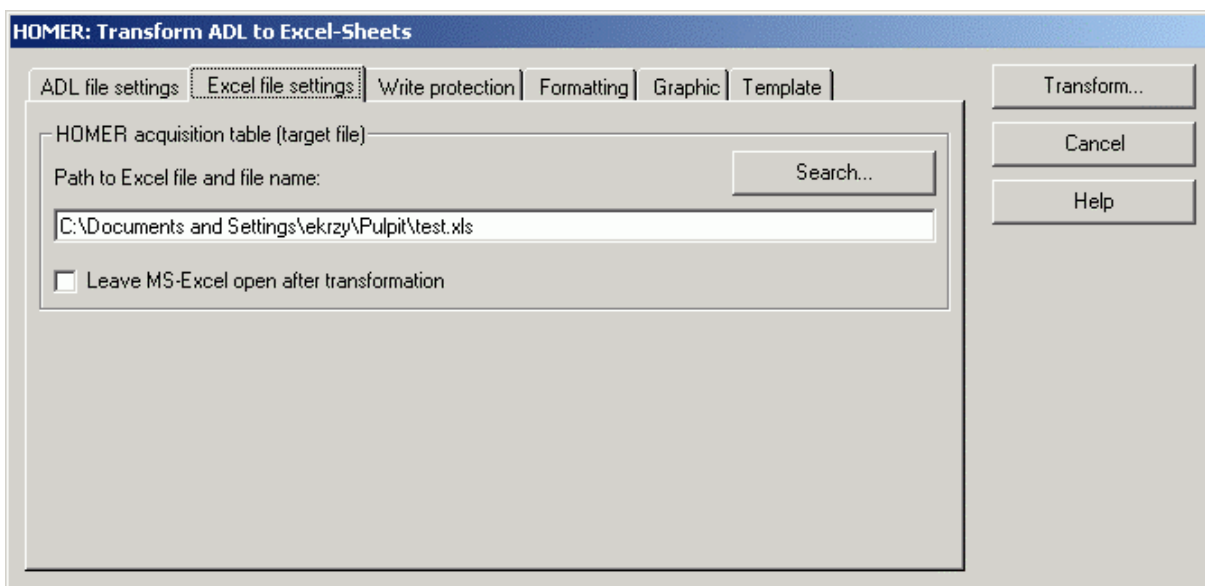 HOMER: Transform ADL to Excel-Sheets
ADL file settings Excel file settings Write protection Formatting Graphic Template
Transform...
HOMER acquisition table (target file)
Cancel
Path to Excel file and file name:
Search...
Help
C:\Documents and Settings\ekrzy\Pulpit\test.xls
Leave MS-Excel open after transformation